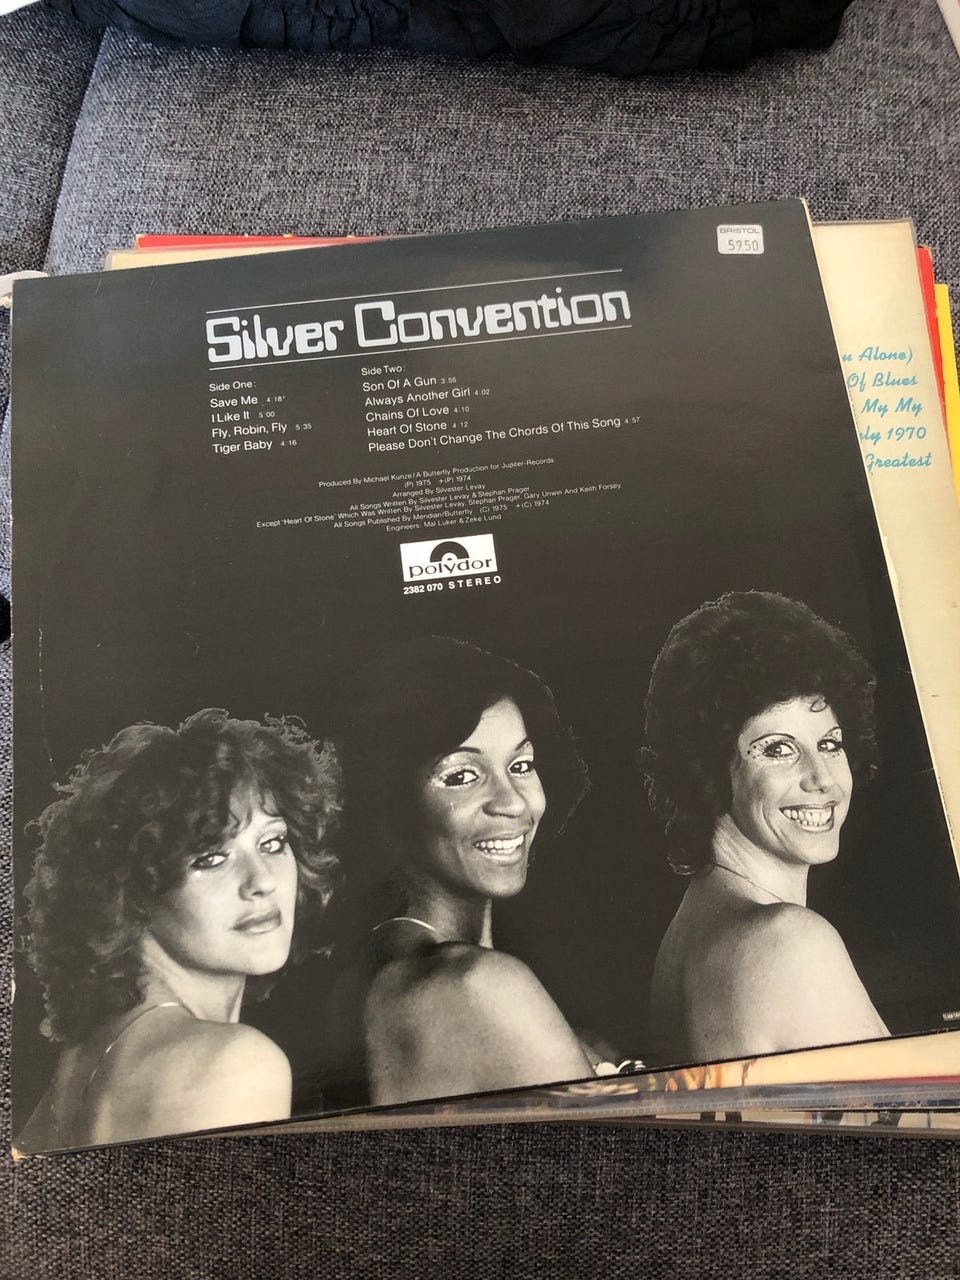 BRISTOL
5950
Silver Convention
Side One:
Save Me 4:18+
I Like It 5:00
Fly, Robin, Fly 5:35
Tiger Baby 4:16
Side Two:
Son Of A Gun 3:55
Always Another Girl 4:02
Chains Of Love 4:10
Heart Of Stone 4:12
Please Don't Change The Chords Of This Song 4:57
Produced By Michael Kunze/A Butterfly Production for Jupiter-Records
(P) 1975 +(P) 1974
Arranged By Silvester Levay
All Songs Written By Silvester Levay & Stephan Prager
Except "Heart Of Stone" Which Was Written By Silvester Levay, Stephan Prager, Gary Unwin And Keith Forsey.
All Songs Published By Meridian/Butterfly (C) 1975 +(C) 1974
Engineers: Mal Luker & Zeke Lund
polydor
2382 070 STEREO
u Alone)
Of Blues
My My
rly 1970
Greatest